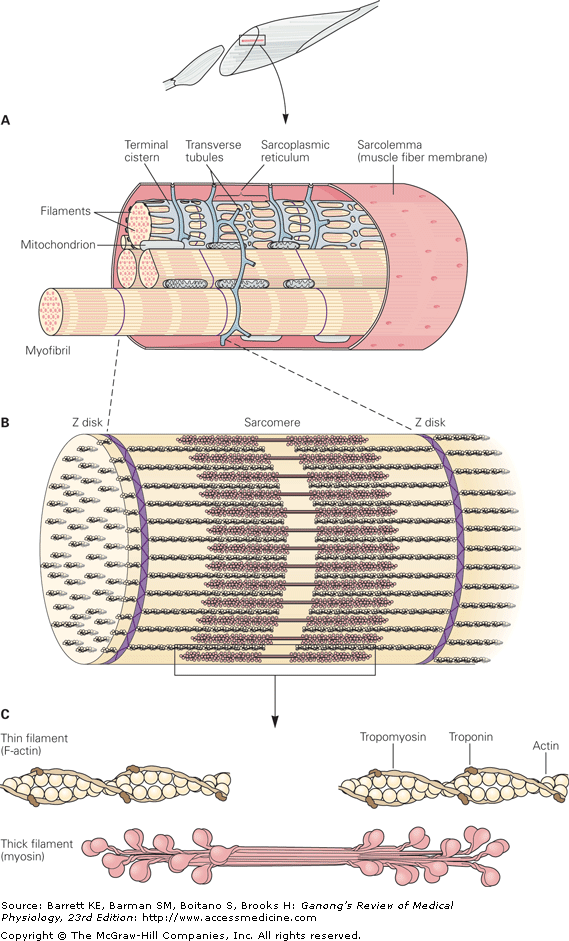 A
Terminal
cistern
Transverse
tubules
Sarcoplasmic
reticulum
Sarcolemma
(muscle fiber membrane)
Filaments
Mitochondrion
Myofibril
B
Z disk
Sarcomere
Z disk
C
Thin filament
(F-actin)
Tropomyosin
Troponin
Actin
Thick filament
(myosin)
Source: Barrett KE, Barman SM, Boitano S, Brooks H: Ganong's Review of Medical
Physiology, 23rd Edition: http://www.accessmedicine.com
Copyright © The McGraw-Hill Companies, Inc. All rights reserved.